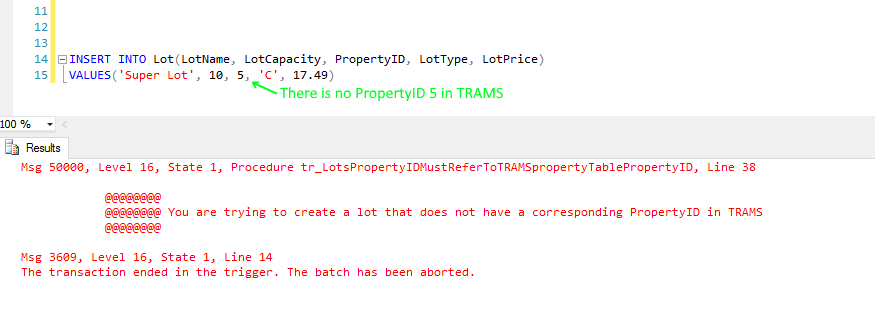 11
12
13
14 INSERT INTO Lot(LotName, LotCapacity, PropertyID, LotType, LotPrice)
15 VALUES('Super Lot', 10, 5, 'C', 17.49)
There is no PropertyID 5 in TRAMS
100 %
Results
Msg 50000, Level 16, State 1, Procedure tr_LotsPropertyIDMustReferToTRAMSpropertyTablePropertyID, Line 38
@@@@@@@@
@@@@@@@@ You are trying to create a lot that does not have a corresponding PropertyID in TRAMS
@@@@@@@@
Msg 3609, Level 16, State 1, Line 14
The transaction ended in the trigger. The batch has been aborted.